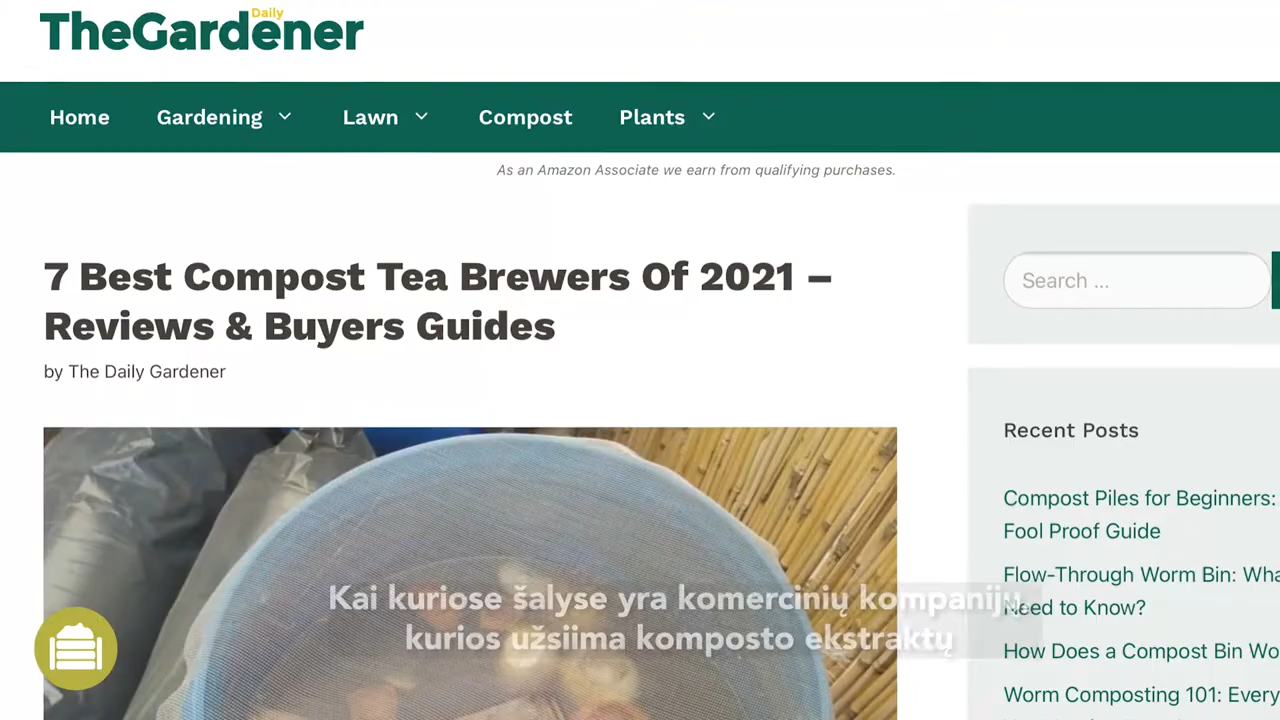 Daily
TheGardener
Home Gardening Lawn Compost Plants
As an Amazon Associate we earn from qualifying purchases.
7 Best Compost Tea Brewers Of 2021 –
Reviews & Buyers Guides
by The Daily Gardener
Search ...
Recent Posts
Compost Piles for Beginners:
Fool Proof Guide
Flow-Through Worm Bin: Wha
Need to Know?
How Does a Compost Bin Wo
Worm Composting 101: Every
Kai kuriose šalyse yra komercinių kompanijų,
kurios užsiima komposto ekstraktų